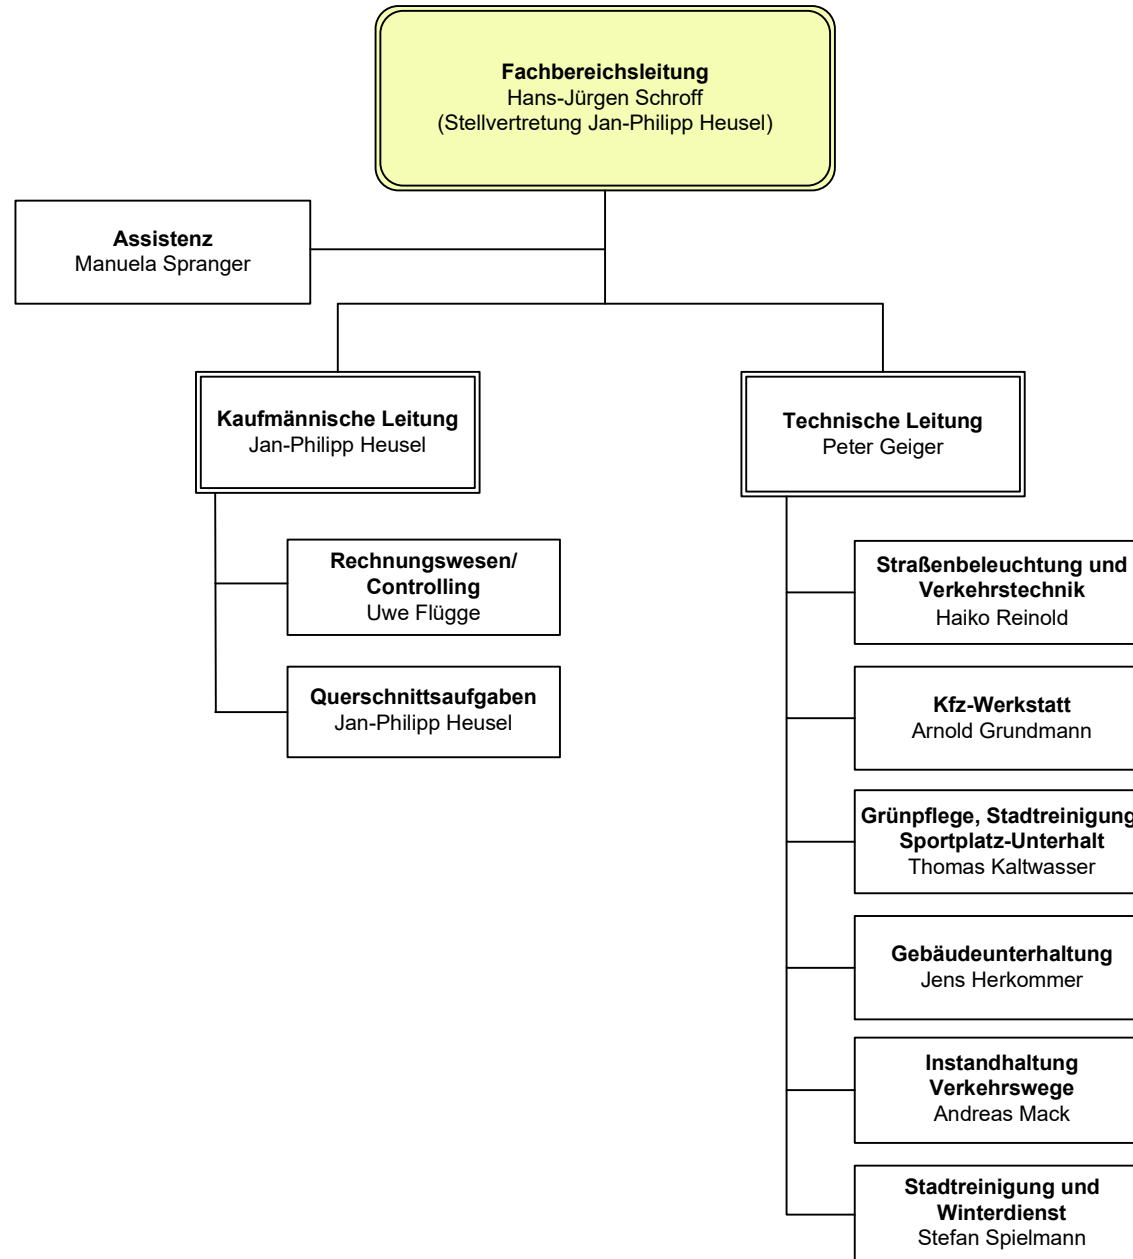 Fachbereichsleitung
Hans-Jürgen Schroff
(Stellvertretung Jan-Philipp Heusel)
Assistenz
Manuela Spranger
Kaufmännische Leitung
Jan-Philipp Heusel
Rechnungswesen/
Controlling
Uwe Flügge
Querschnittsaufgaben
Jan-Philipp Heusel
Technische Leitung
Peter Geiger
Straßenbeleuchtung und
Verkehrstechnik
Haiko Reinold
Kfz-Werkstatt
Arnold Grundmann
Grünpflege, Stadtreinigung
Sportplatz-Unterhalt
Thomas Kaltwasser
Gebäudeunterhaltung
Jens Herkommer
Instandhaltung
Verkehrswege
Andreas Mack
Stadtreinigung und
Winterdienst
Stefan Spielmann